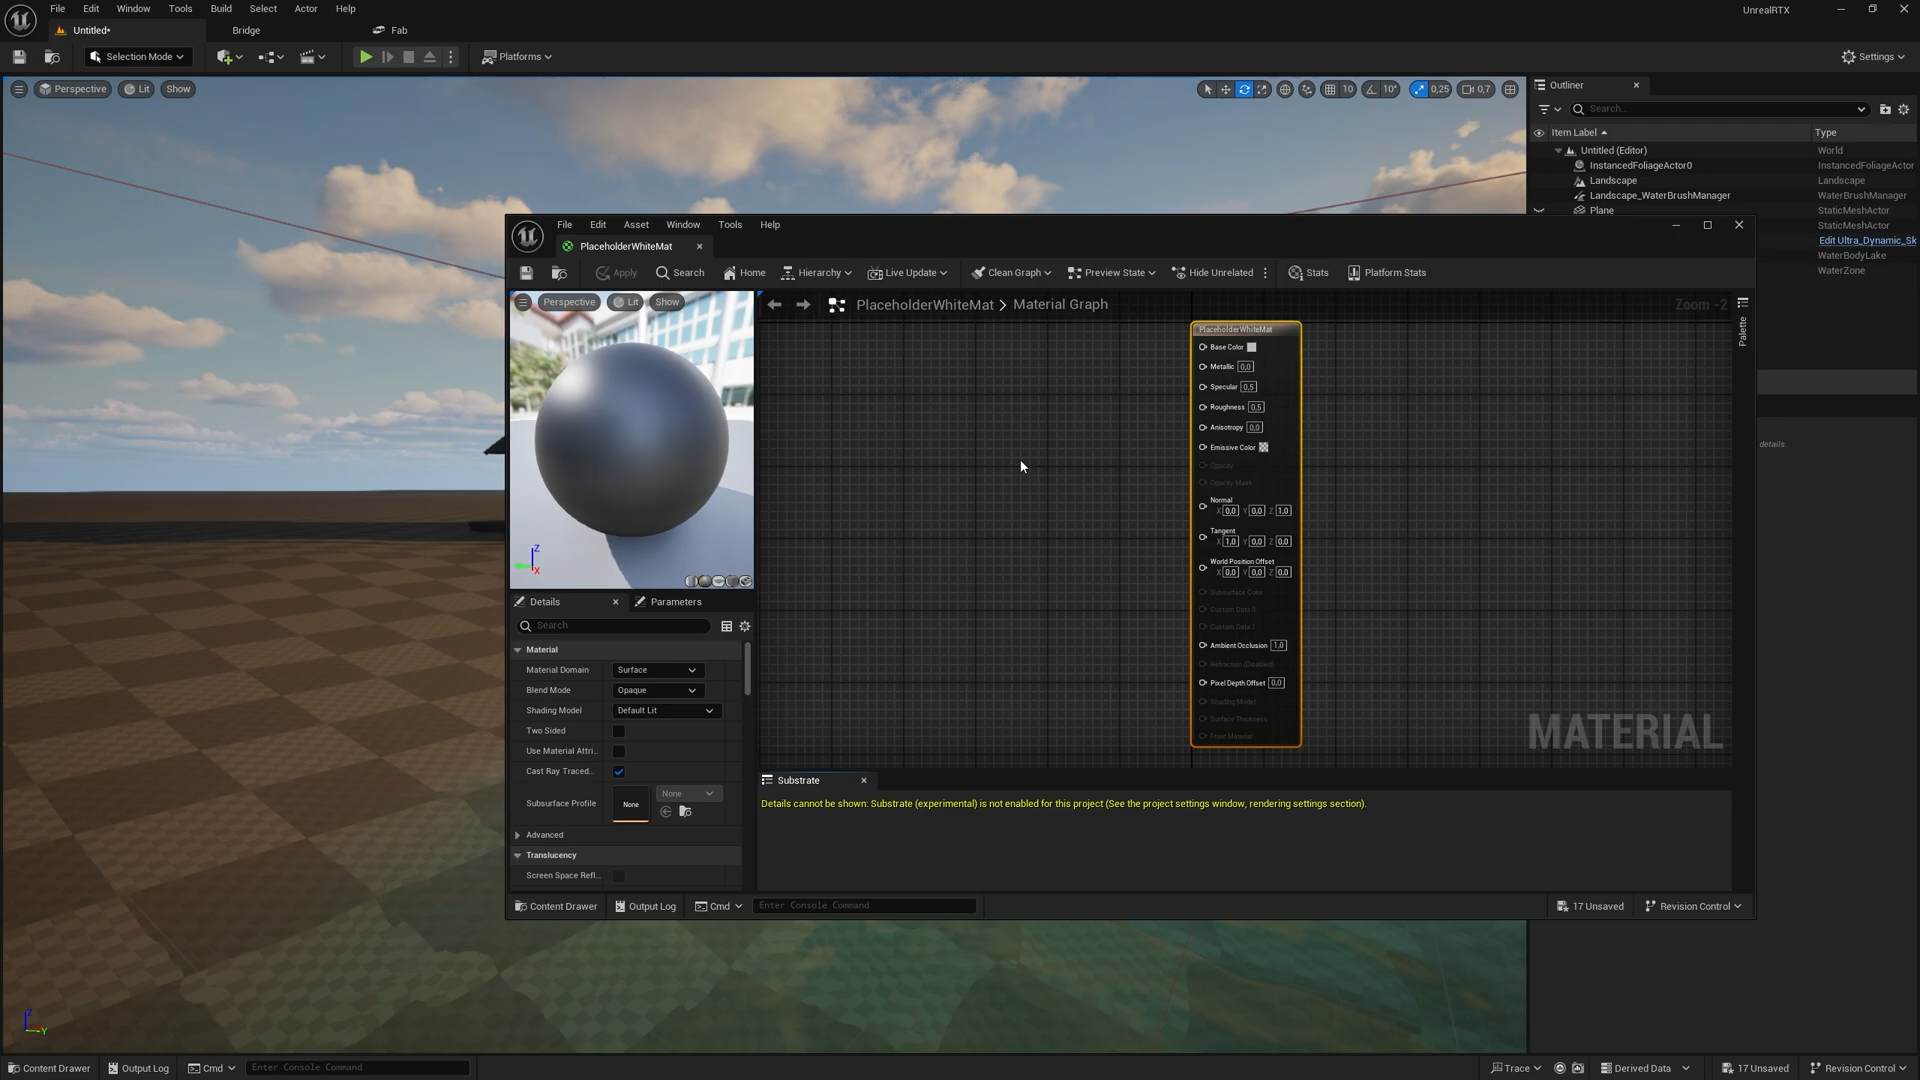 File Edit Window Tools Build Select Actor Help
UnrealRTX
Untitled*
Bridge
Fab
Selection Mode
Platforms
Settings
Perspective
Lit
Show
10
10°
0,25
0,7
Outliner
Search...
Item Label
Type
Untitled (Editor)
World
InstancedFoliageActor0
InstancedFoliageActor
Landscape
Landscape
Landscape_WaterBrushManager
WaterBrushManager
Plane
StaticMeshActor
StaticMeshActor
Edit Ultra_Dynamic_Sk
WaterBodyLake
WaterZone
details.
File Edit Asset Window Tools Help
PlaceholderWhiteMat
Apply
Search
Home
Hierarchy
Live Update
Clean Graph
Preview State
Hide Unrelated
Stats
Platform Stats
Perspective
Lit
Show
PlaceholderWhiteMat > Material Graph
Zoom -2
Palette
PlaceholderWhiteMat
Base Color
Metallic 0,0
Specular 0,5
Roughness 0,5
Anisotropy 0,0
Emissive Color
Opacity
Opacity Mask
Normal
X 0,0 Y 0,0 Z 1,0
Tangent
X 1,0 Y 0,0 Z 0,0
World Position Offset
X 0,0 Y 0,0 Z 0,0
Subsurface Color
Custom Data 0
Custom Data 1
Ambient Occlusion 1,0
Refraction (Disabled)
Pixel Depth Offset 0,0
Shading Model
Surface Thickness
Front Material
MATERIAL
Z
X
Details
Parameters
Search
Material
Material Domain
Surface
Blend Mode
Opaque
Shading Model
Default Lit
Two Sided
Use Material Attri...
Cast Ray Traced...
Subsurface Profile
None
None
Advanced
Translucency
Screen Space Refl...
Substrate
Details cannot be shown: Substrate (experimental) is not enabled for this project (See the project settings window, rendering settings section).
Content Drawer
Output Log
Cmd
Enter Console Command
17 Unsaved
Revision Control
Z
Y
Content Drawer
Output Log
Cmd
Enter Console Command
Trace
Derived Data
17 Unsaved
Revision Control